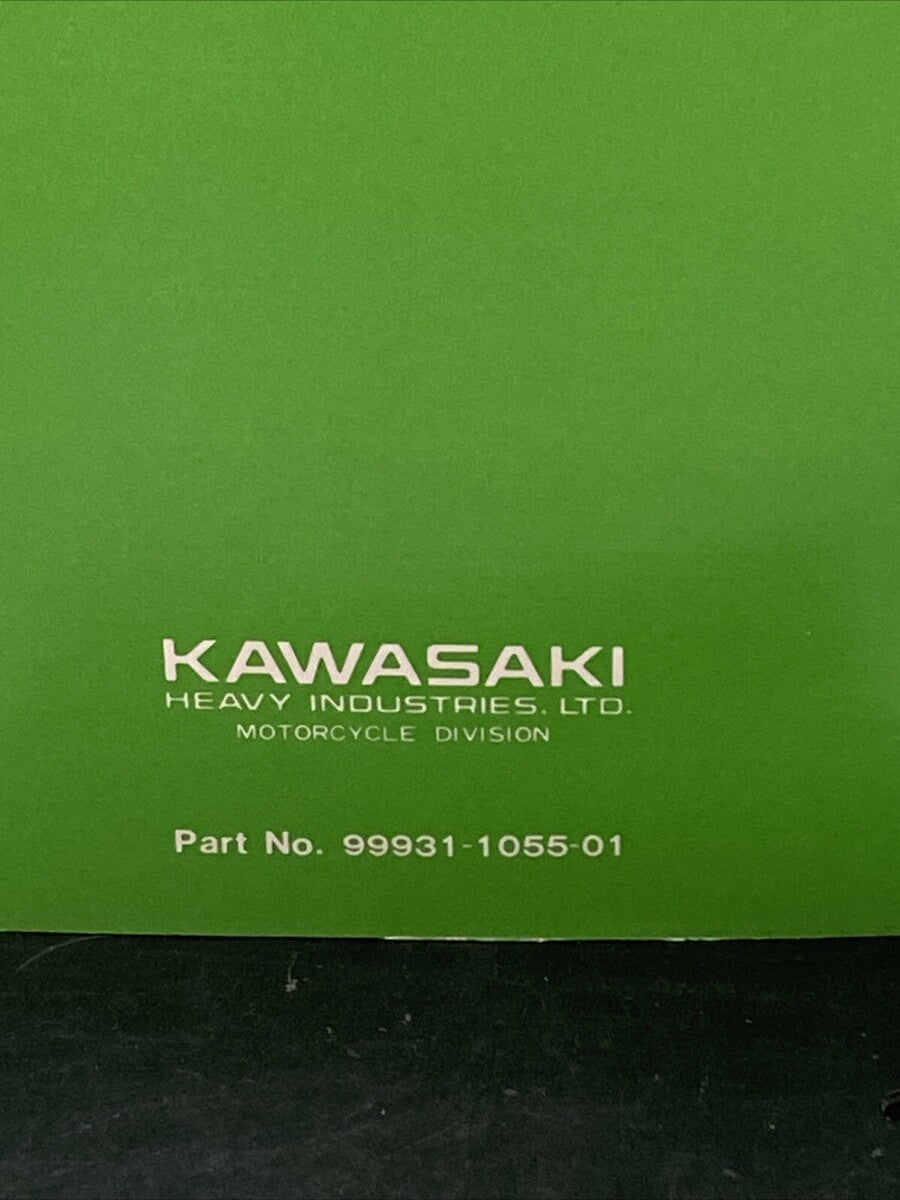 KAWASAKI
HEAVY INDUSTRIES, LTD.
MOTORCYCLE DIVISION
Part No. 99931-1055-01